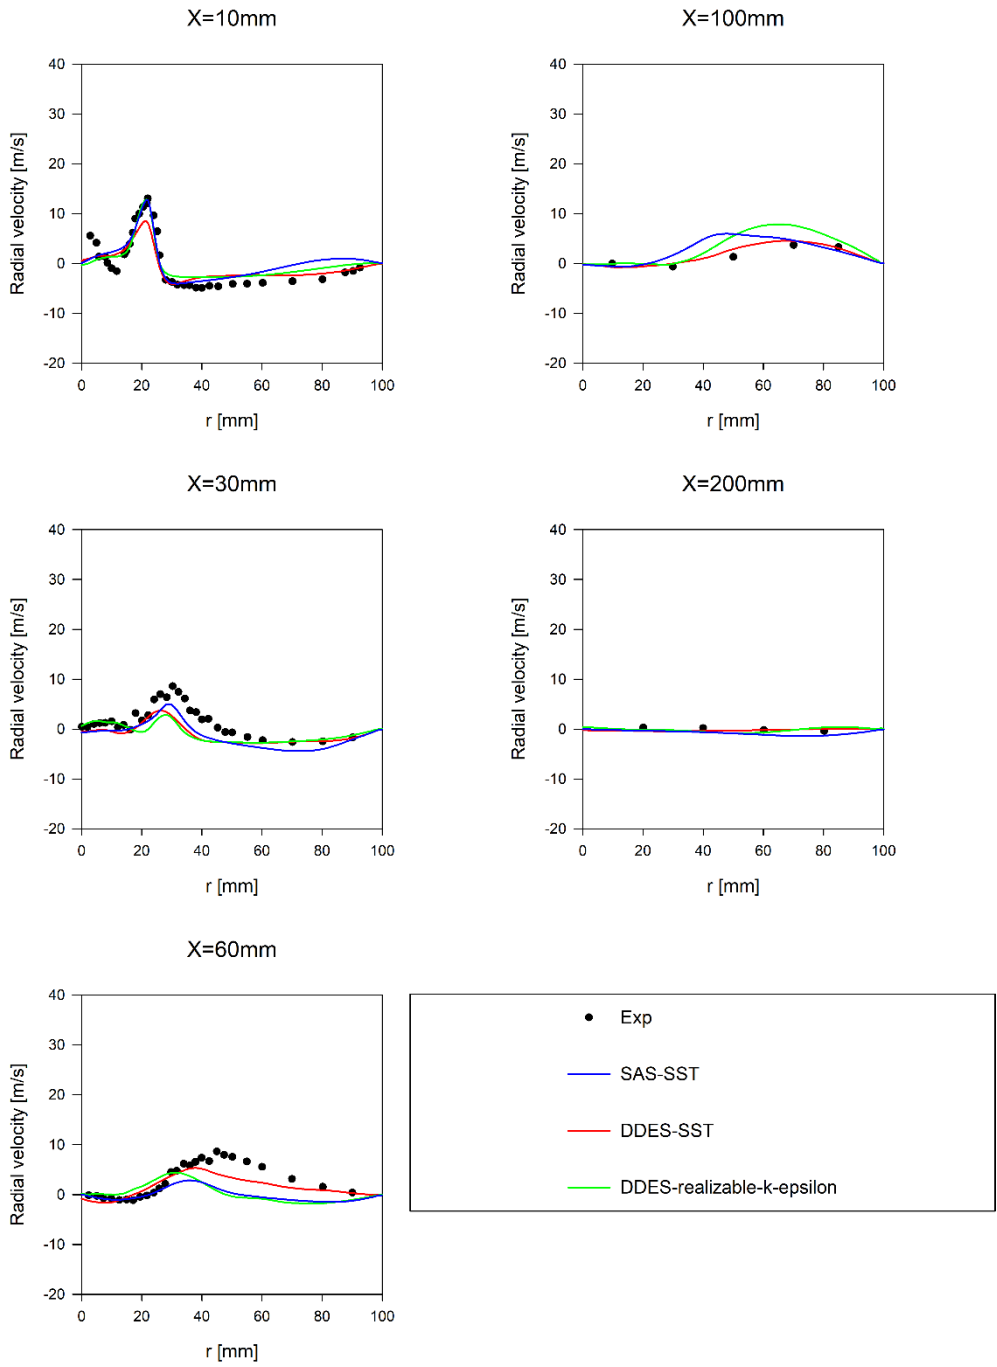 X=10mm
40
30
20
10
0
-10
-20
Radial velocity [m/s]
0 20 40 60 80 100
r [mm]
X=100mm
40
30
20
10
0
-10
-20
Radial velocity [m/s]
0 20 40 60 80 100
r [mm]
X=30mm
40
30
20
10
0
-10
-20
Radial velocity [m/s]
0 20 40 60 80 100
r [mm]
X=200mm
40
30
20
10
0
-10
-20
Radial velocity [m/s]
0 20 40 60 80 100
r [mm]
X=60mm
40
30
20
10
0
-10
-20
Radial velocity [m/s]
0 20 40 60 80 100
r [mm]
Exp
SAS-SST
DDES-SST
DDES-realizable-k-epsilon